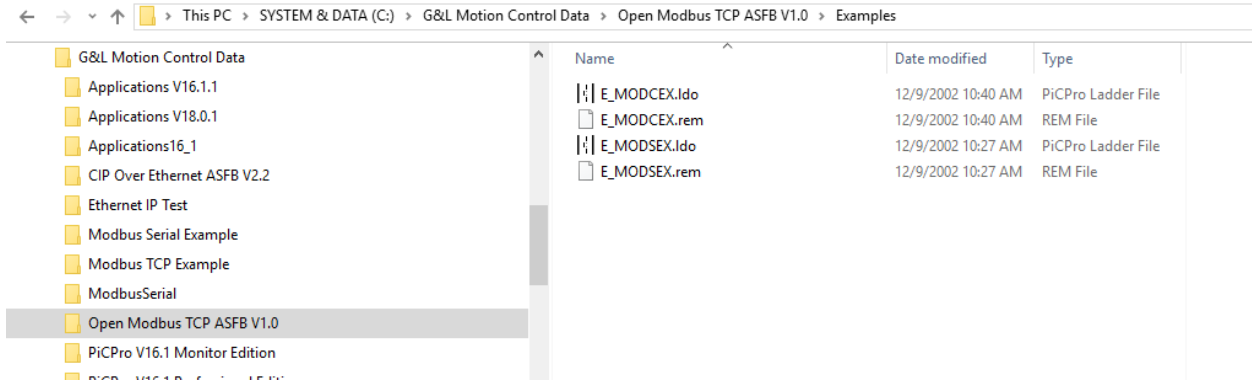 This PC > SYSTEM & DATA (C:) > G&L Motion Control Data > Open Modbus TCP ASFB V1.0 > Examples
G&L Motion Control Data
Applications V16.1.1
Applications V18.0.1
Applications16_1
CIP Over Ethernet ASFB V2.2
Ethernet IP Test
Modbus Serial Example
Modbus TCP Example
ModbusSerial
Open Modbus TCP ASFB V1.0
PiCPro V16.1 Monitor Edition
Name Date modified Type
E_MODCEX.ldo 12/9/2002 10:40 AM PiCPro Ladder File
E_MODCEX.rem 12/9/2002 10:40 AM REM File
E_MODSEX.ldo 12/9/2002 10:27 AM PiCPro Ladder File
E_MODSEX.rem 12/9/2002 10:27 AM REM File